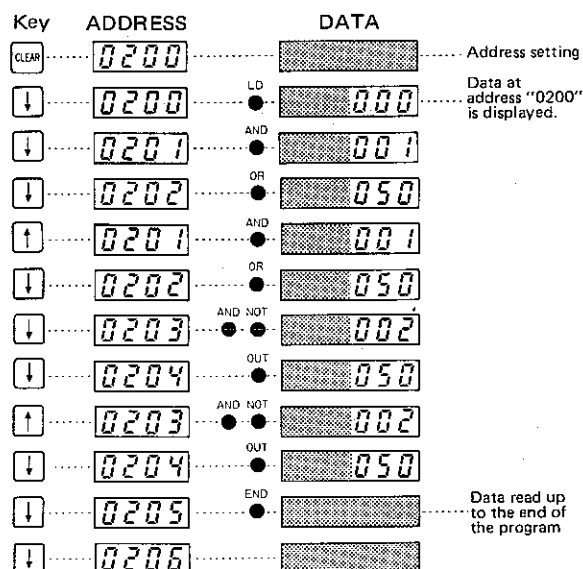 Key ADDRESS DATA
CLEAR 0200 Address setting
↓ 0200 LD 000 Data at address "0200" is displayed.
↓ 0201 AND 001
↓ 0202 OR 050
↑ 0201 AND 001
↓ 0202 OR 050
↓ 0203 AND NOT 002
↓ 0204 OUT 050
↑ 0203 AND NOT 002
↓ 0204 OUT 050
↓ 0205 END Data read up to the end of the program
↓ 0206